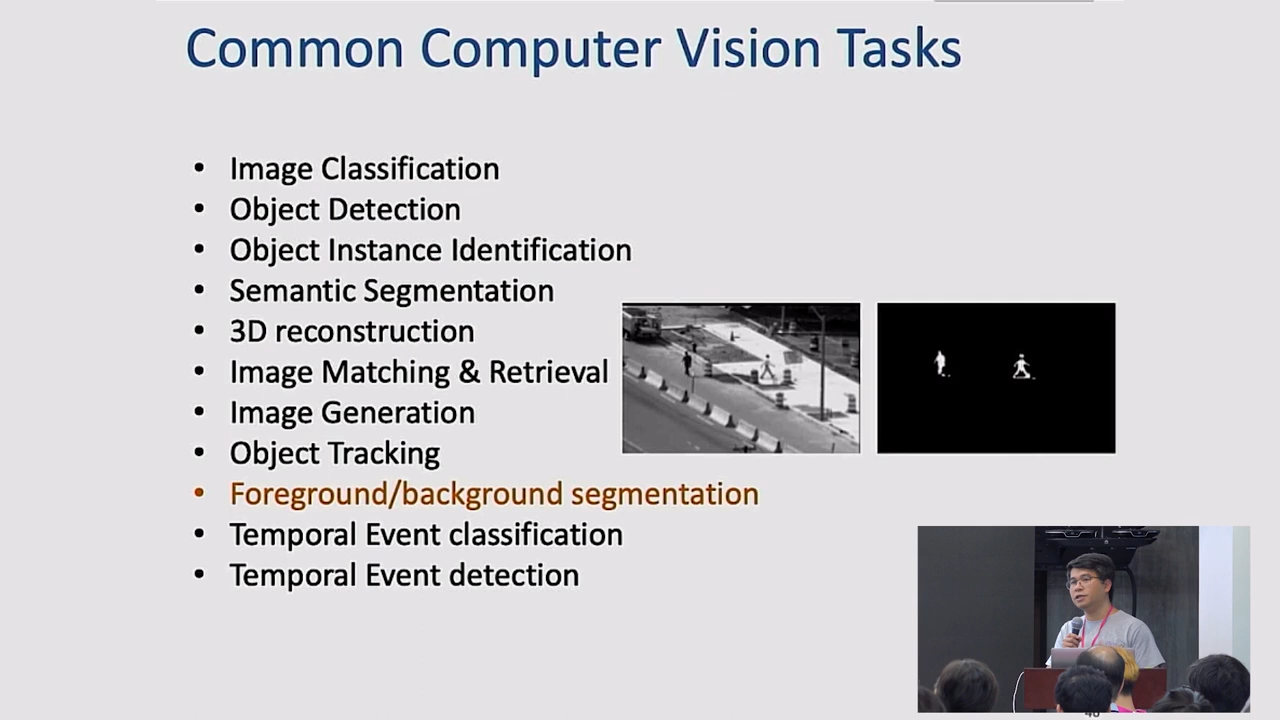 Common Computer Vision Tasks
• Image Classification
• Object Detection
• Object Instance Identification
• Semantic Segmentation
• 3D reconstruction
• Image Matching & Retrieval
• Image Generation
• Object Tracking
• Foreground/background segmentation
• Temporal Event classification
• Temporal Event detection